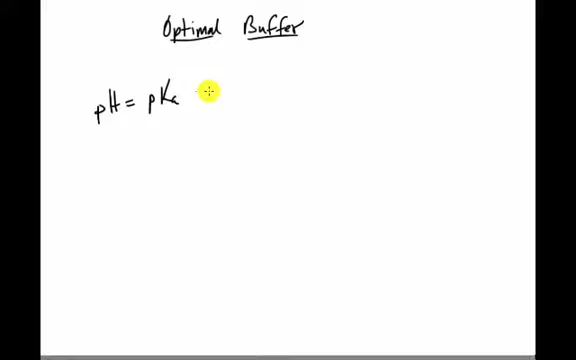 Optimal Buffer
pH = pKa